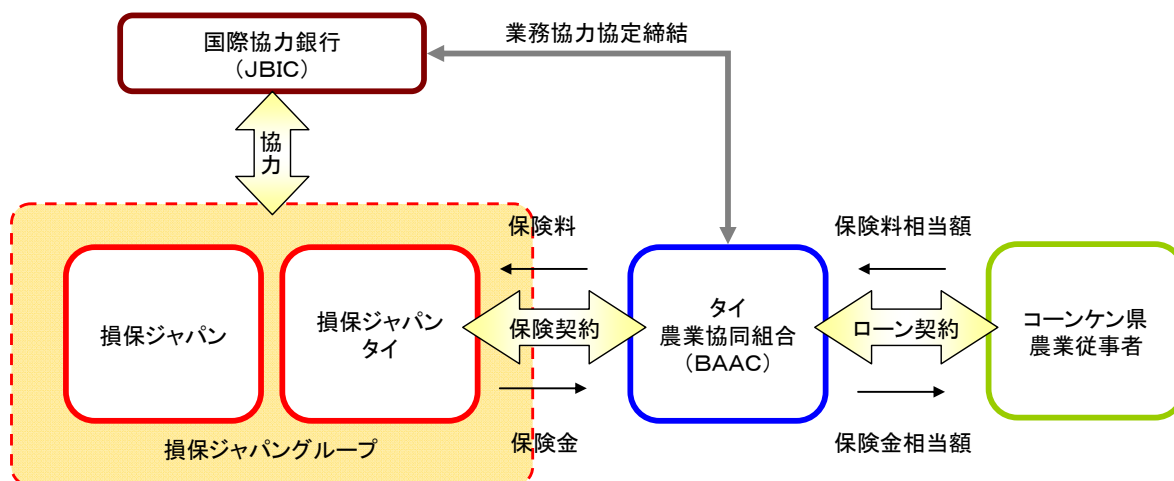 国際協力銀行
（ＪＢＩＣ）
業務協力協定締結
協
力
保険料
保険料相当額
損保ジャパン
損保ジャパン
タイ
保険契約
タイ
農業協同組合
（BAAC）
ローン契約
コーンケン県
農業従事者
損保ジャパングループ
保険金
保険金相当額